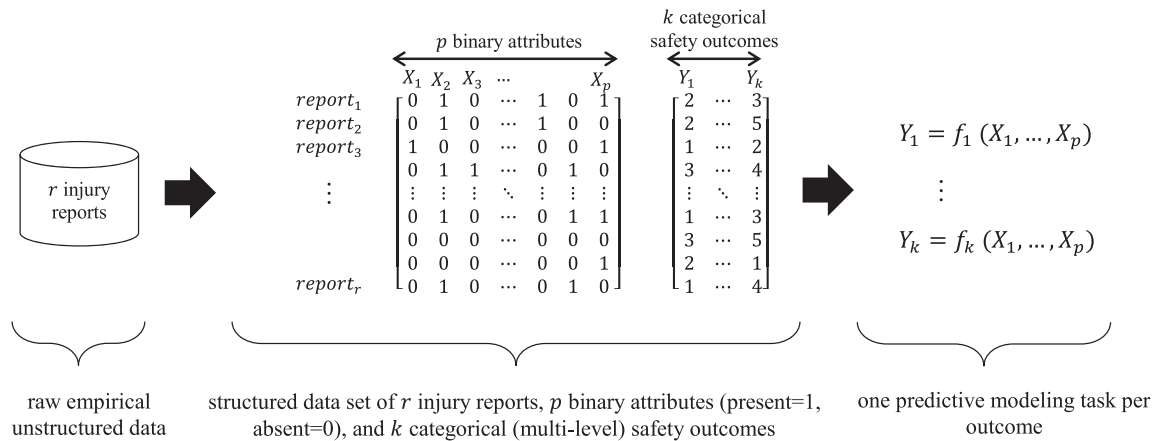 k categorical
safety outcomes
p binary attributes
X₁ X₂ X₃ ⋯ Xₚ Y₁ Yₖ
report₁ 0 1 0 ⋯ 1 0 1 2 ⋯ 3
report₂ 0 1 0 ⋯ 1 0 0 2 ⋯ 5
report₃ 1 0 0 ⋯ 0 0 1 1 ⋯ 2
0 1 1 ⋯ 0 1 0 3 ⋯ 4
⋮ ⋮ ⋮ ⋮ ⋱ ⋮ ⋮ ⋮ ⋮ ⋱ ⋮
0 1 0 ⋯ 0 1 1 1 ⋯ 3
0 0 0 ⋯ 0 0 0 3 ⋯ 5
0 0 0 ⋯ 0 0 1 2 ⋯ 1
reportᵣ 0 1 0 ⋯ 0 1 0 1 ⋯ 4
r injury
reports
Y₁ = f₁ (X₁, …, Xₚ)
⋮
Yₖ = fₖ (X₁, …, Xₚ)
raw empirical
unstructured data
structured data set of r injury reports, p binary attributes (present=1,
absent=0), and k categorical (multi-level) safety outcomes
one predictive modeling task per
outcome